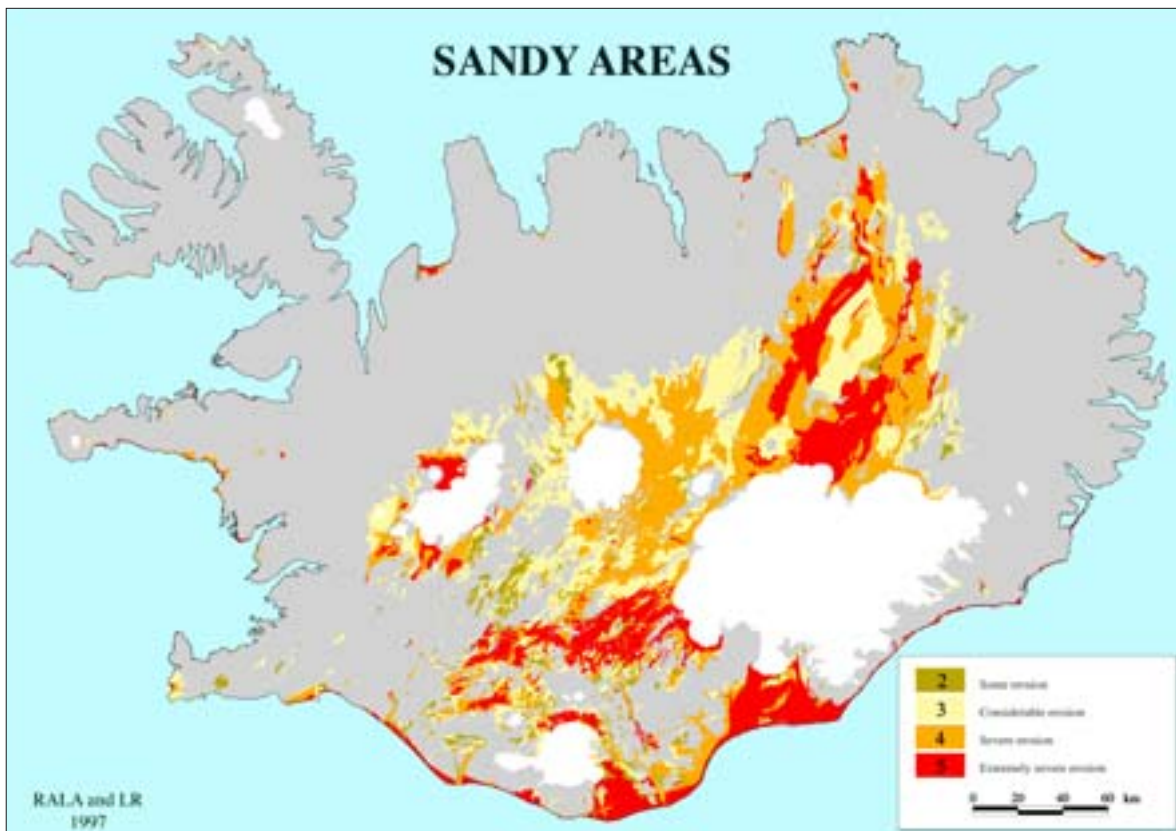 SANDY AREAS
2 Some erosion
3 Considerable erosion
4 Severe erosion
5 Extremely severe erosion
0 20 40 60 km
RALA and LR
1997